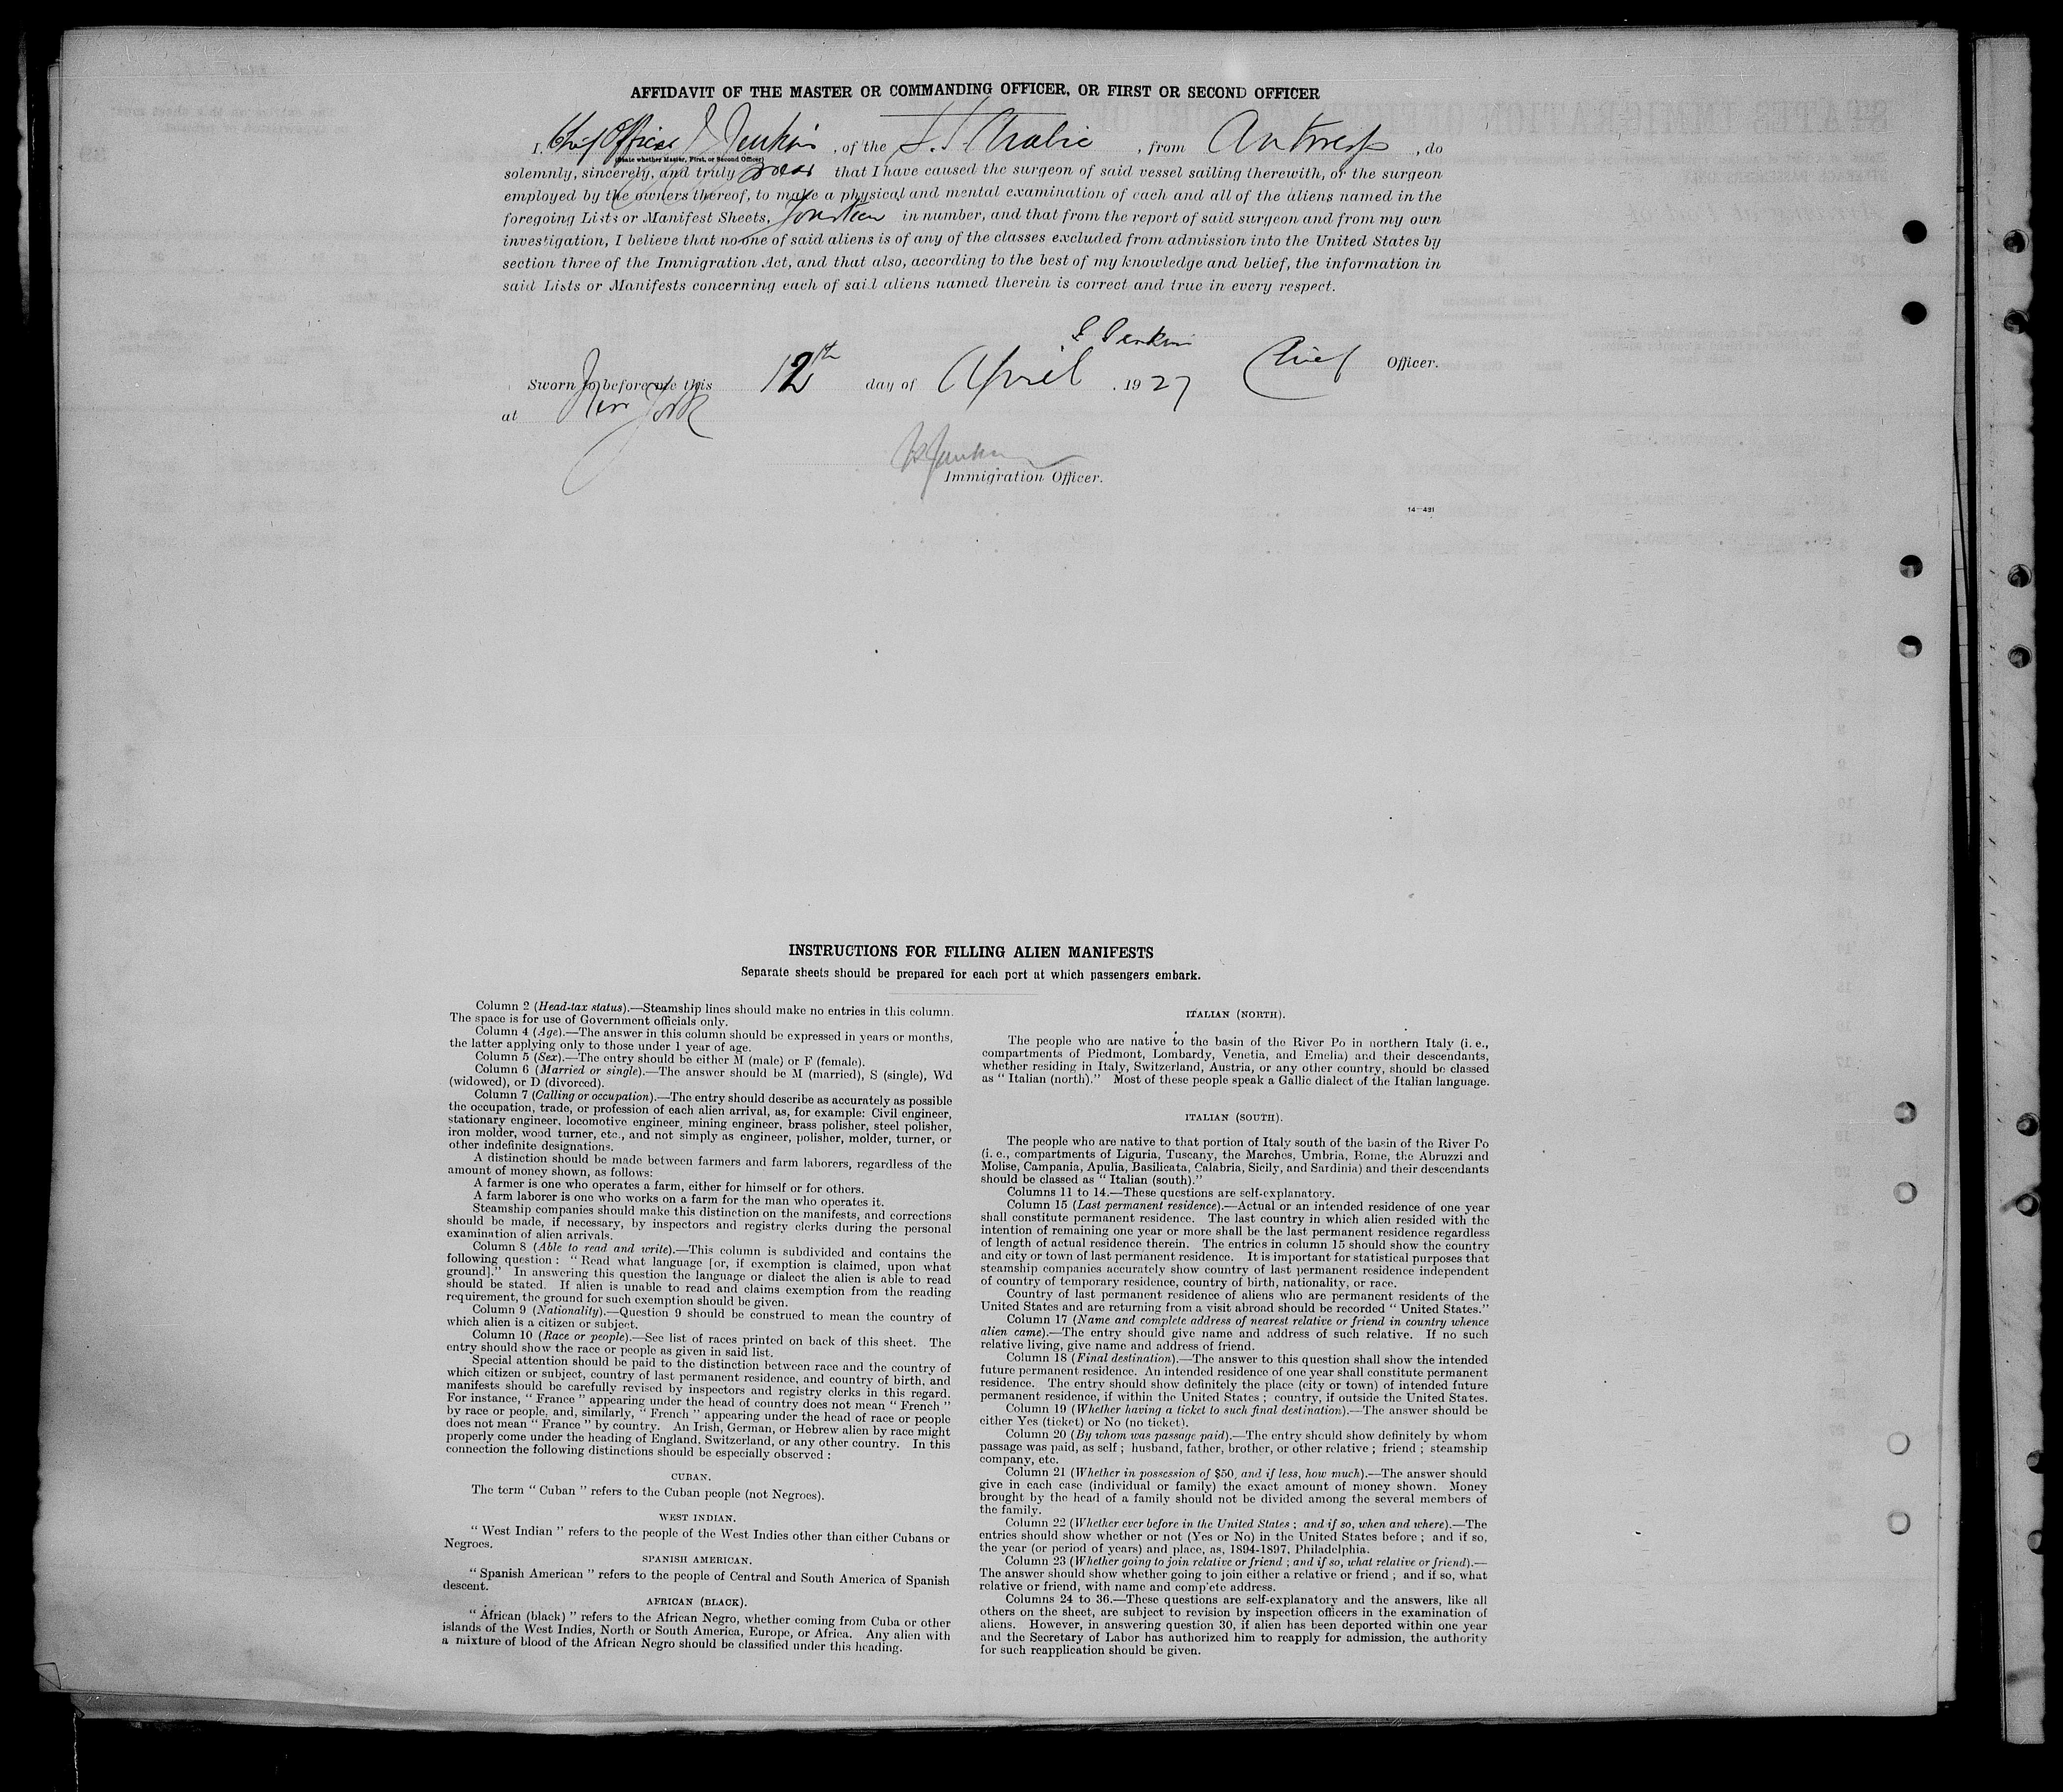 AFFIDAVIT OF THE MASTER OR COMMANDING OFFICER, OR FIRST OR SECOND OFFICER
I, Chief Officer J Jenkins, of the S.S Arabic, from Antwerp, do
(State whether Master, First, or Second Officer)
solemnly, sincerely, and truly swear that I have caused the surgeon of said vessel sailing therewith, or the surgeon
employed by the owners thereof, to make a physical and mental examination of each and all of the aliens named in the
foregoing Lists or Manifest Sheets, fourteen in number, and that from the report of said surgeon and from my own
investigation, I believe that no one of said aliens is of any of the classes excluded from admission into the United States by
section three of the Immigration Act, and that also, according to the best of my knowledge and belief, the information in
said Lists or Manifests concerning each of said aliens named therein is correct and true in every respect.
J Jenkins
Chief Officer.
Sworn to before me this 12th day of April, 1927
at New York
Immigration Officer.
14—431
INSTRUCTIONS FOR FILLING ALIEN MANIFESTS
Separate sheets should be prepared for each port at which passengers embark.
Column 2 (Head-tax status).—Steamship lines should make no entries in this column.
The space is for use of Government officials only.
Column 4 (Age).—The answer in this column should be expressed in years or months,
the latter applying only to those under 1 year of age.
Column 5 (Sex).—The entry should be either M (male) or F (female).
Column 6 (Married or single).—The answer should be M (married), S (single), Wd
(widowed), or D (divorced).
Column 7 (Calling or occupation).—The entry should describe as accurately as possible
the occupation, trade, or profession of each alien arrival, as, for example: Civil engineer,
stationary engineer, locomotive engineer, mining engineer, brass polisher, steel polisher,
iron molder, wood turner, etc., and not simply as engineer, polisher, molder, turner, or
other indefinite designations.
A distinction should be made between farmers and farm laborers, regardless of the
amount of money shown, as follows:
A farmer is one who operates a farm, either for himself or for others.
A farm laborer is one who works on a farm for the man who operates it.
Steamship companies should make this distinction on the manifests, and corrections
should be made, if necessary, by inspectors and registry clerks during the personal
examination of alien arrivals.
Column 8 (Able to read and write).—This column is subdivided and contains the
following question: "Read what language [or, if exemption is claimed, upon what
ground]." In answering this question the language or dialect the alien is able to read
should be stated. If alien is unable to read and claims exemption from the reading
requirement, the ground for such exemption should be given.
Column 9 (Nationality).—Question 9 should be construed to mean the country of
which alien is a citizen or subject.
Column 10 (Race or people).—See list of races printed on back of this sheet. The
entry should show the race or people as given in said list.
Special attention should be paid to the distinction between race and the country of
which citizen or subject, country of last permanent residence, and country of birth, and
manifests should be carefully revised by inspectors and registry clerks in this regard.
For instance, "France" appearing under the head of country does not mean "French"
by race or people, and, similarly, "French" appearing under the head of race or people
does not mean "France" by country. An Irish, German, or Hebrew alien by race might
properly come under the heading of England, Switzerland, or any other country. In this
connection the following distinctions should be especially observed:
CUBAN.
The term "Cuban" refers to the Cuban people (not Negroes).
WEST INDIAN.
"West Indian" refers to the people of the West Indies other than either Cubans or
Negroes.
SPANISH AMERICAN.
"Spanish American" refers to the people of Central and South America of Spanish
descent.
AFRICAN (BLACK).
"African (black)" refers to the African Negro, whether coming from Cuba or other
islands of the West Indies, North or South America, Europe, or Africa. Any alien with
a mixture of blood of the African Negro should be classified under this heading.
ITALIAN (NORTH).
The people who are native to the basin of the River Po in northern Italy (i. e.,
compartments of Piedmont, Lombardy, Venetia, and Emelia) and their descendants,
whether residing in Italy, Switzerland, Austria, or any other country, should be classed
as "Italian (north)." Most of these people speak a Gallic dialect of the Italian language.
ITALIAN (SOUTH).
The people who are native to that portion of Italy south of the basin of the River Po
(i. e., compartments of Liguria, Tuscany, the Marches, Umbria, Rome, the Abruzzi and
Molise, Campania, Apulia, Basilicata, Calabria, Sicily, and Sardinia) and their descendants
should be classed as "Italian (south)."
Columns 11 to 14.—These questions are self-explanatory.
Column 15 (Last permanent residence).—Actual or an intended residence of one year
shall constitute permanent residence. The last country in which alien resided with the
intention of remaining one year or more shall be the last permanent residence regardless
of length of actual residence therein. The entries in column 15 should show the country
and city or town of last permanent residence. It is important for statistical purposes that
steamship companies accurately show country of last permanent residence independent
of country of temporary residence, country of birth, nationality, or race.
Country of last permanent residence of aliens who are permanent residents of the
United States and are returning from a visit abroad should be recorded "United States."
Column 17 (Name and complete address of nearest relative or friend in country whence
alien came).—The entry should give name and address of such relative. If no such
relative living, give name and address of friend.
Column 18 (Final destination).—The answer to this question shall show the intended
future permanent residence. An intended residence of one year shall constitute permanent
residence. The entry should show definitely the place (city or town) of intended future
permanent residence, if within the United States; country, if outside the United States.
Column 19 (Whether having a ticket to such final destination).—The answer should be
either Yes (ticket) or No (no ticket).
Column 20 (By whom was passage paid).—The entry should show definitely by whom
passage was paid, as self; husband, father, brother, or other relative; friend; steamship
company, etc.
Column 21 (Whether in possession of $50, and if less, how much).—The answer should
give in each case (individual or family) the exact amount of money shown. Money
brought by the head of a family should not be divided among the several members of
the family.
Column 22 (Whether ever before in the United States; and if so, when and where).—The
entries should show whether or not (Yes or No) in the United States before; and if so,
the year (or period of years) and place, as, 1894-1897, Philadelphia.
Column 23 (Whether going to join relative or friend; and if so, what relative or friend).—
The answer should show whether going to join either a relative or friend; and if so, what
relative or friend, with name and complete address.
Columns 24 to 36.—These questions are self-explanatory and the answers, like all
others on the sheet, are subject to revision by inspection officers in the examination of
aliens. However, in answering question 30, if alien has been deported within one year
and the Secretary of Labor has authorized him to reapply for admission, the authority
for such reapplication should be given.